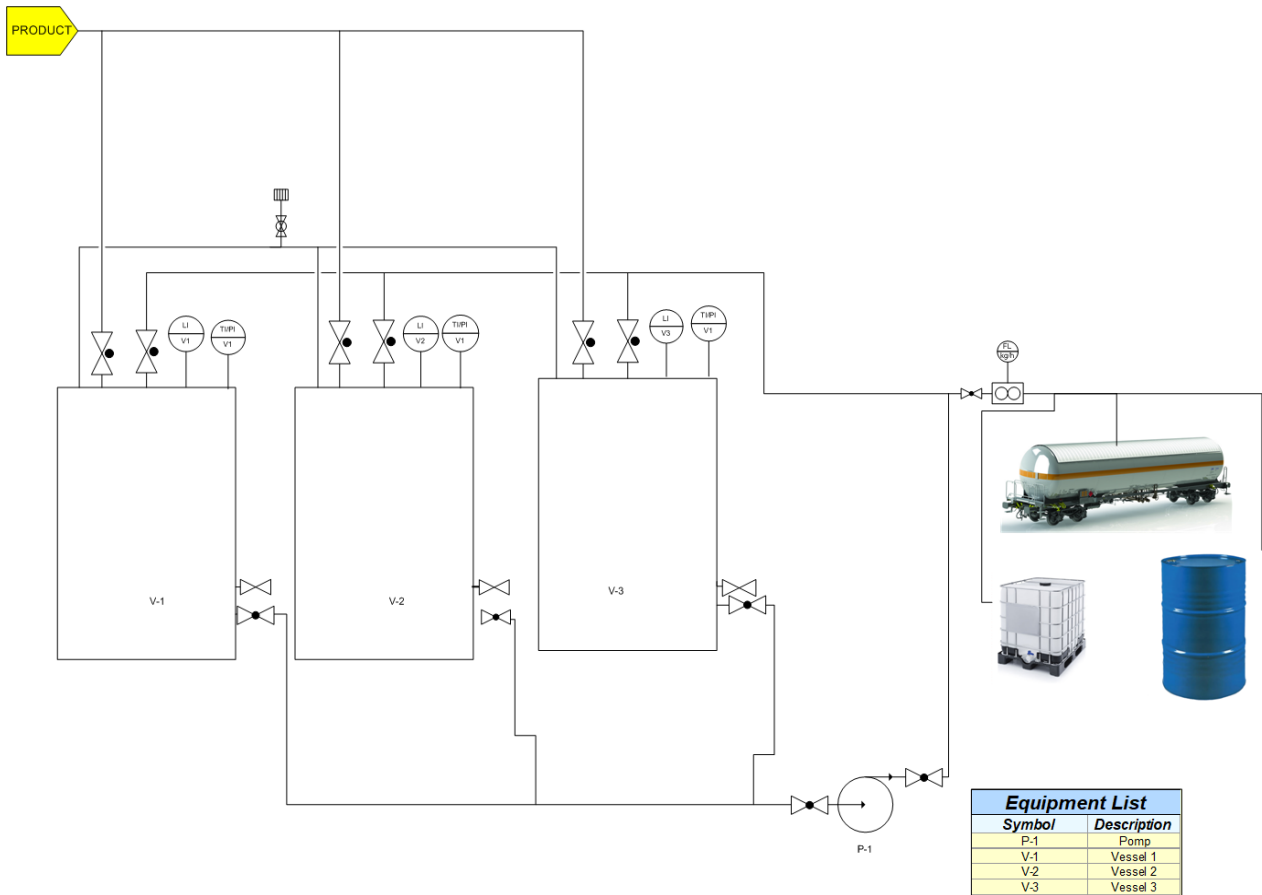 PRODUCT
LI
V1
TI/PI
V1
LI
V2
TI/PI
V1
LI
V3
TI/PI
V1
FL
kg/h
V-1
V-2
V-3
P-1
Equipment List
Symbol Description
P-1 Pomp
V-1 Vessel 1
V-2 Vessel 2
V-3 Vessel 3